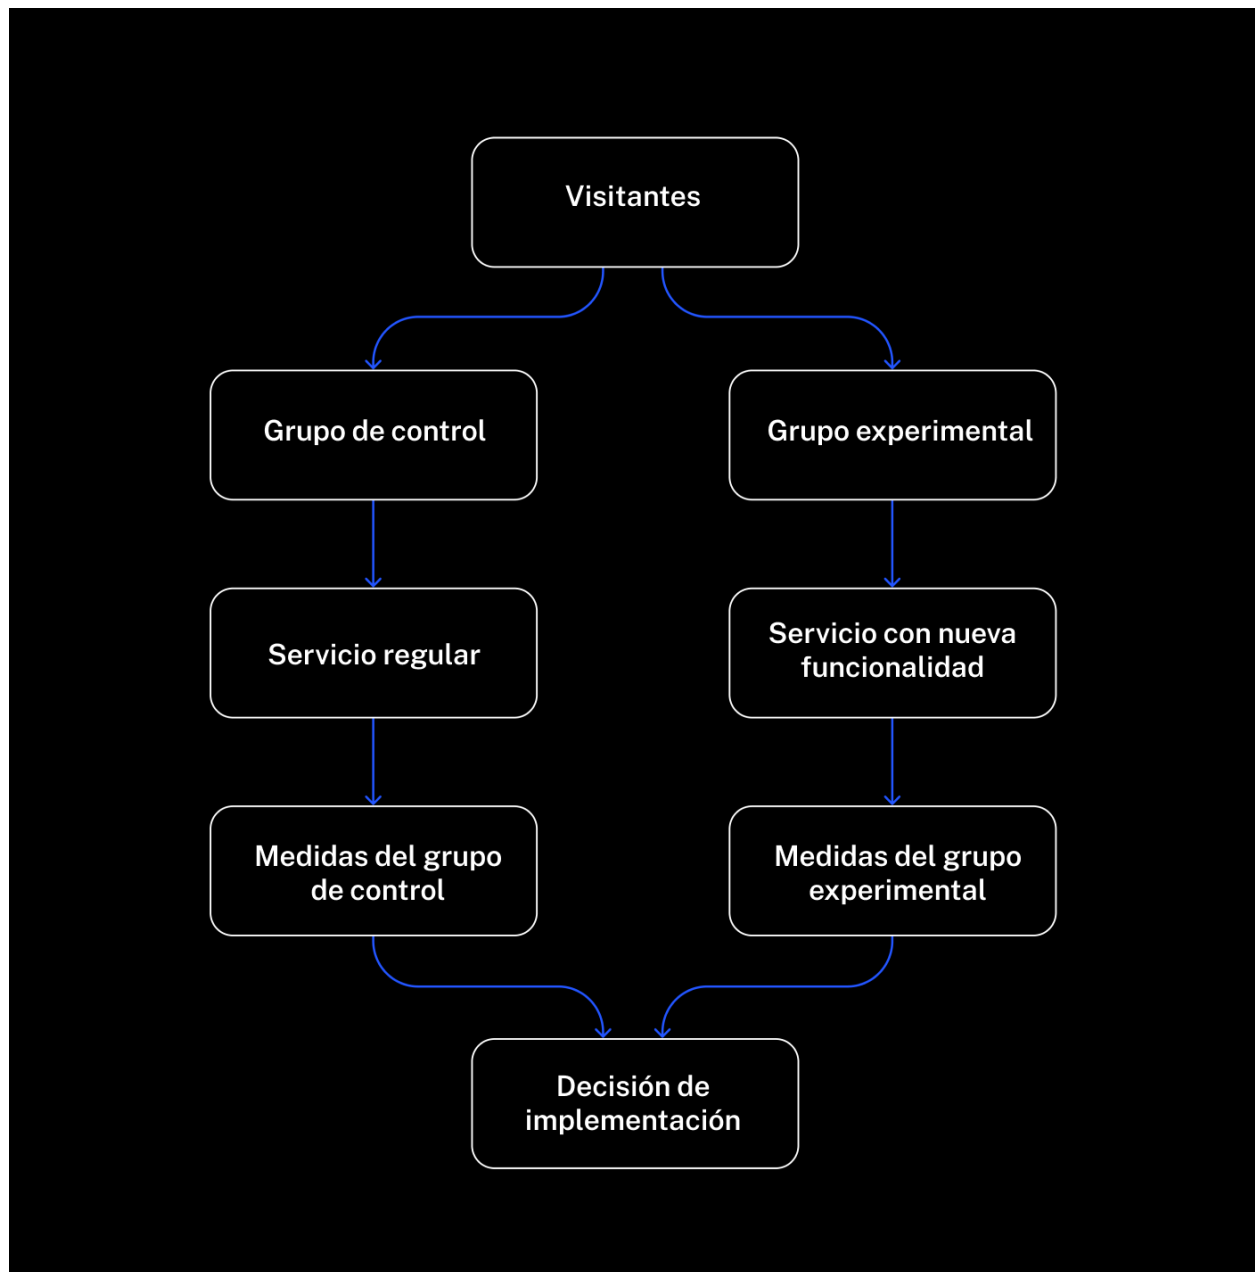 Visitantes
Grupo de control
Grupo experimental
Servicio regular
Servicio con nueva
funcionalidad
Medidas del grupo
de control
Medidas del grupo
experimental
Decisión de
implementación